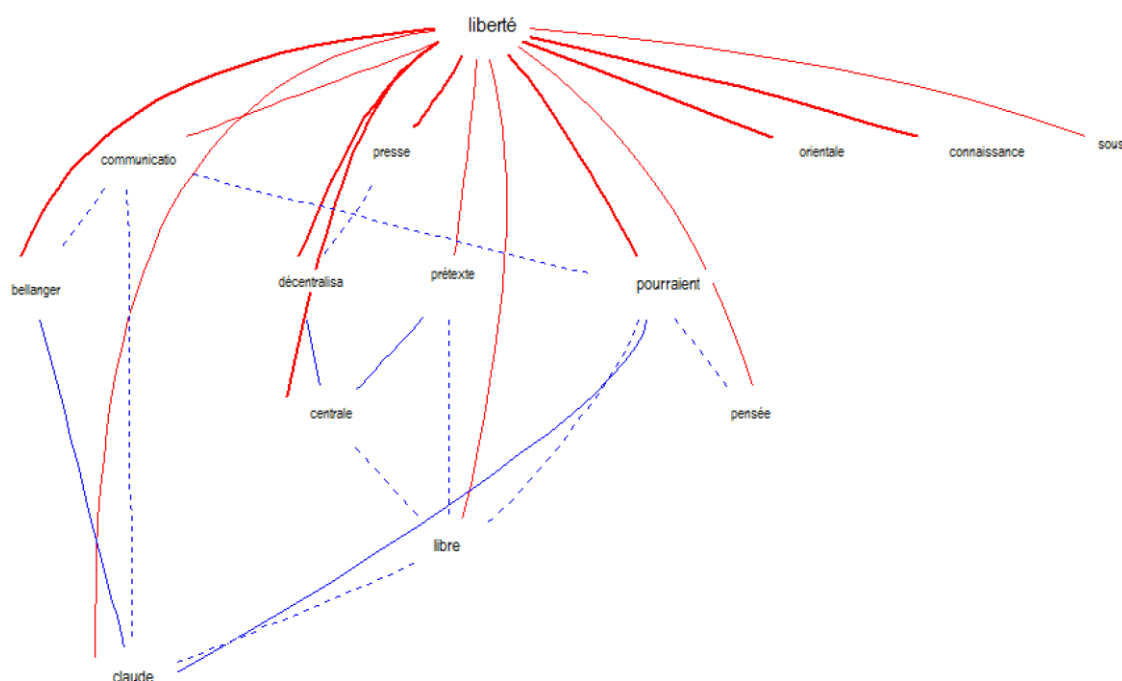 liberté
communicatio
presse
orientale
connaissance
sous
bellanger
décentralisa
prétexte
pourraient
centrale
pensée
libre
claude